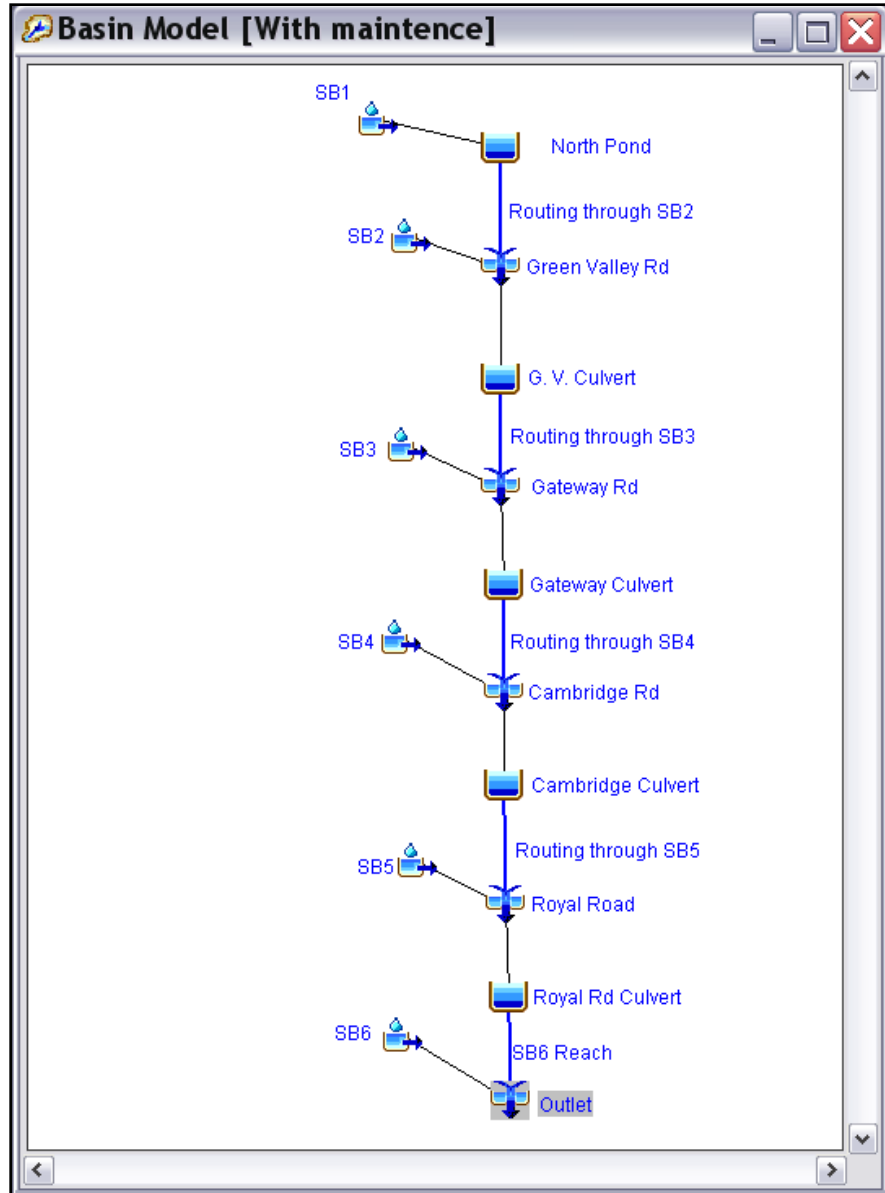 Basin Model [With maintence]
SB1
North Pond
Routing through SB2
SB2
Green Valley Rd
G. V. Culvert
Routing through SB3
SB3
Gateway Rd
Gateway Culvert
Routing through SB4
SB4
Cambridge Rd
Cambridge Culvert
Routing through SB5
SB5
Royal Road
Royal Rd Culvert
SB6
SB6 Reach
Outlet